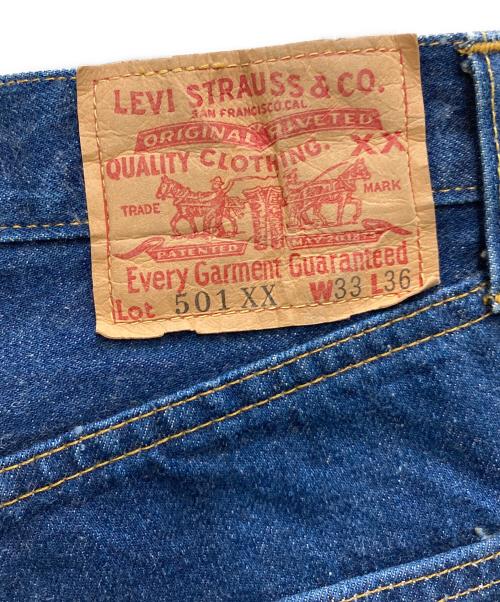 LEVI STRAUSS & CO.
SAN FRANCISCO.CAL.
ORIGINAL RIVETED
QUALITY CLOTHING. XX
TRADE MARK
PATENTED MAY 20 1873
Every Garment Guaranteed
Lot 501 XX W33 L36